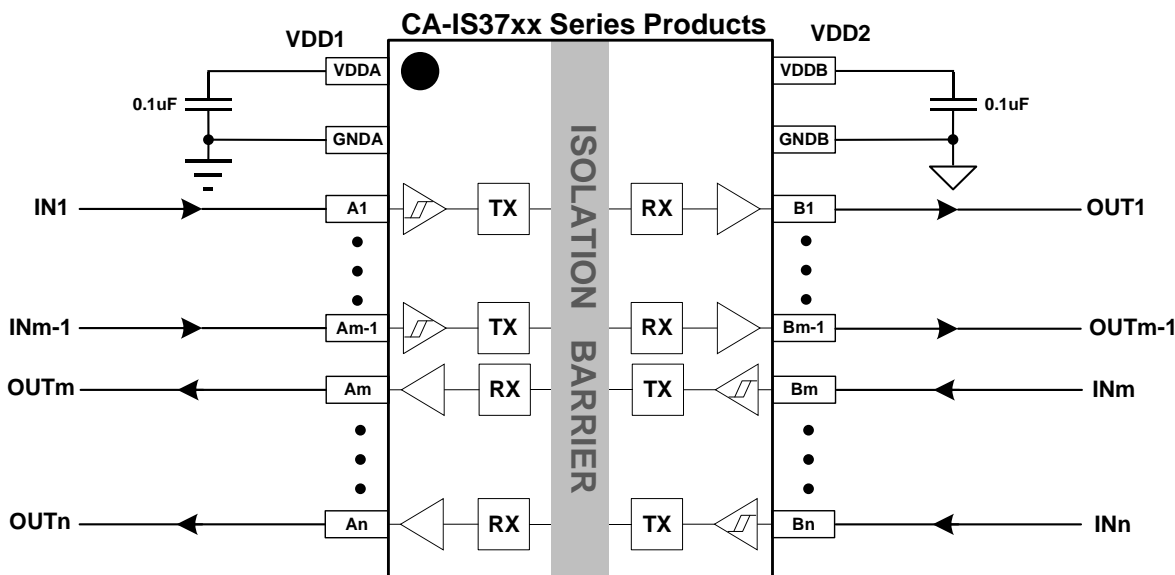 CA-IS37xx Series Products
VDD1 VDD2
VDDA VDDB
0.1uF 0.1uF
GNDA GNDB
ISOLATION BARRIER
IN1 A1 TX RX B1 OUT1
INm-1 Am-1 TX RX Bm-1 OUTm-1
OUTm Am RX TX Bm INm
OUTn An RX TX Bn INn